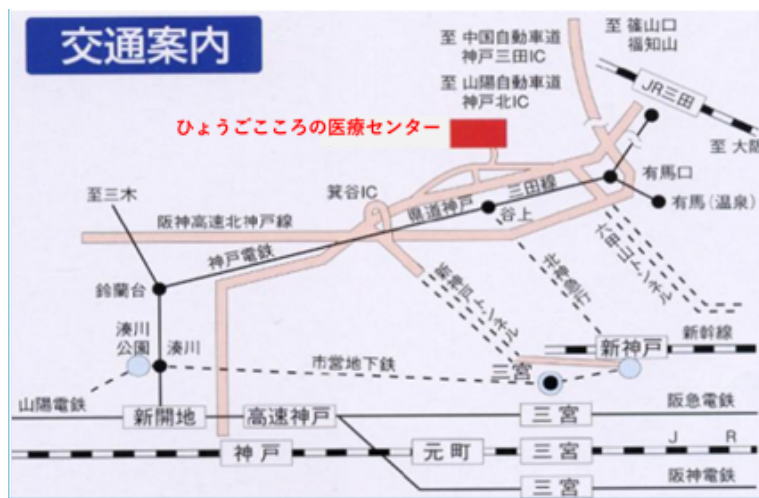 交通案内
至 中国自動車道
神戸三田IC
至 山陽自動車道
神戸北IC
至 篠山口
福知山
JR三田
至 大阪
ひょうごこころの医療センター
有馬口
有馬(温泉)
至三木
箕谷IC
県道神戸
三田線
谷上
阪神高速北神戸線
神戸電鉄
鈴蘭台
新神戸トンネル
北神急行
六甲山トンネル
湊川
公園
湊川
市営地下鉄
三宮
新神戸
新幹線
山陽電鉄
新開地
高速神戸
三宮
阪急電鉄
神戸
元町
三宮
J R
三宮
阪神電鉄